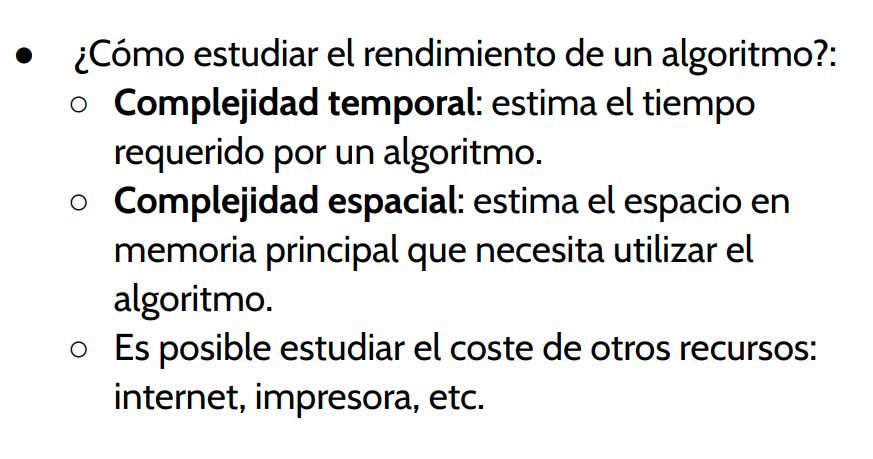 ● ¿Cómo estudiar el rendimiento de un algoritmo?:
○ Complejidad temporal: estima el tiempo
requerido por un algoritmo.
○ Complejidad espacial: estima el espacio en
memoria principal que necesita utilizar el
algoritmo.
○ Es posible estudiar el coste de otros recursos:
internet, impresora, etc.